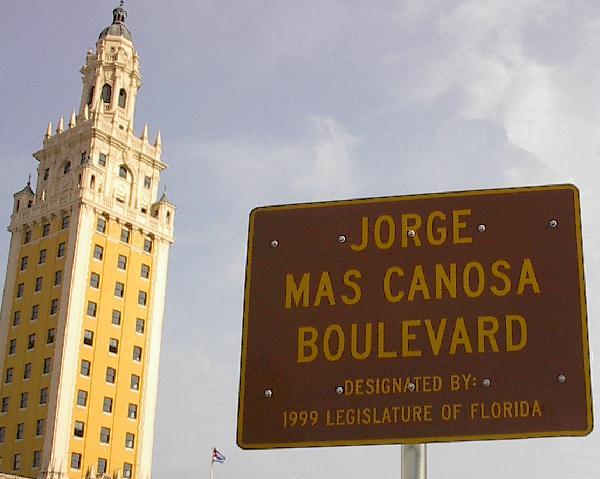 JORGE
MAS CANOSA
BOULEVARD
DESIGNATED BY:
1999 LEGISLATURE OF FLORIDA